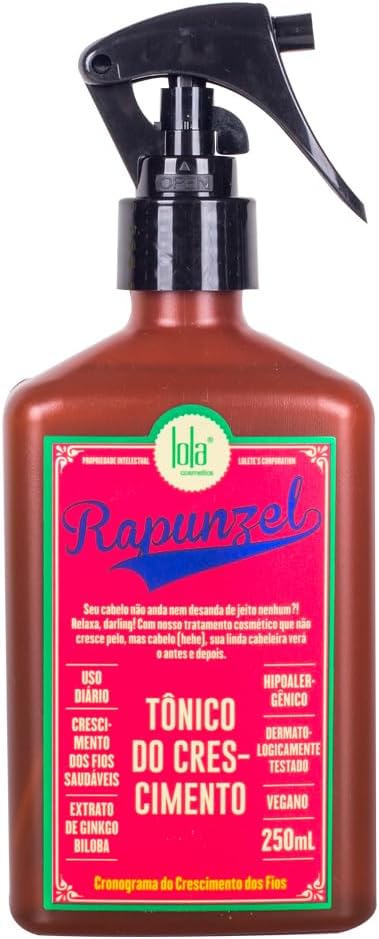 OPEN
lola®
cosmetics
PROPRIEDADE INTELECTUAL
LOLETE'S CORPORATION
Rapunzel
Seu cabelo não anda nem desanda de jeito nenhum?!
Relaxa, darling! Com nosso tratamento cosmético que não
cresce pelo, mas cabelo (hehe), sua linda cabeleira verá
o antes e depois.
USO
DIÁRIO
CRESCI-
MENTO
DOS FIOS
SAUDÁVEIS
EXTRATO
DE GINKGO
BILOBA
TÔNICO
DO CRES-
CIMENTO
HIPOALER-
GÊNICO
DERMATO-
LOGICAMENTE
TESTADO
VEGANO
250mL
Cronograma do Crescimento dos Fios